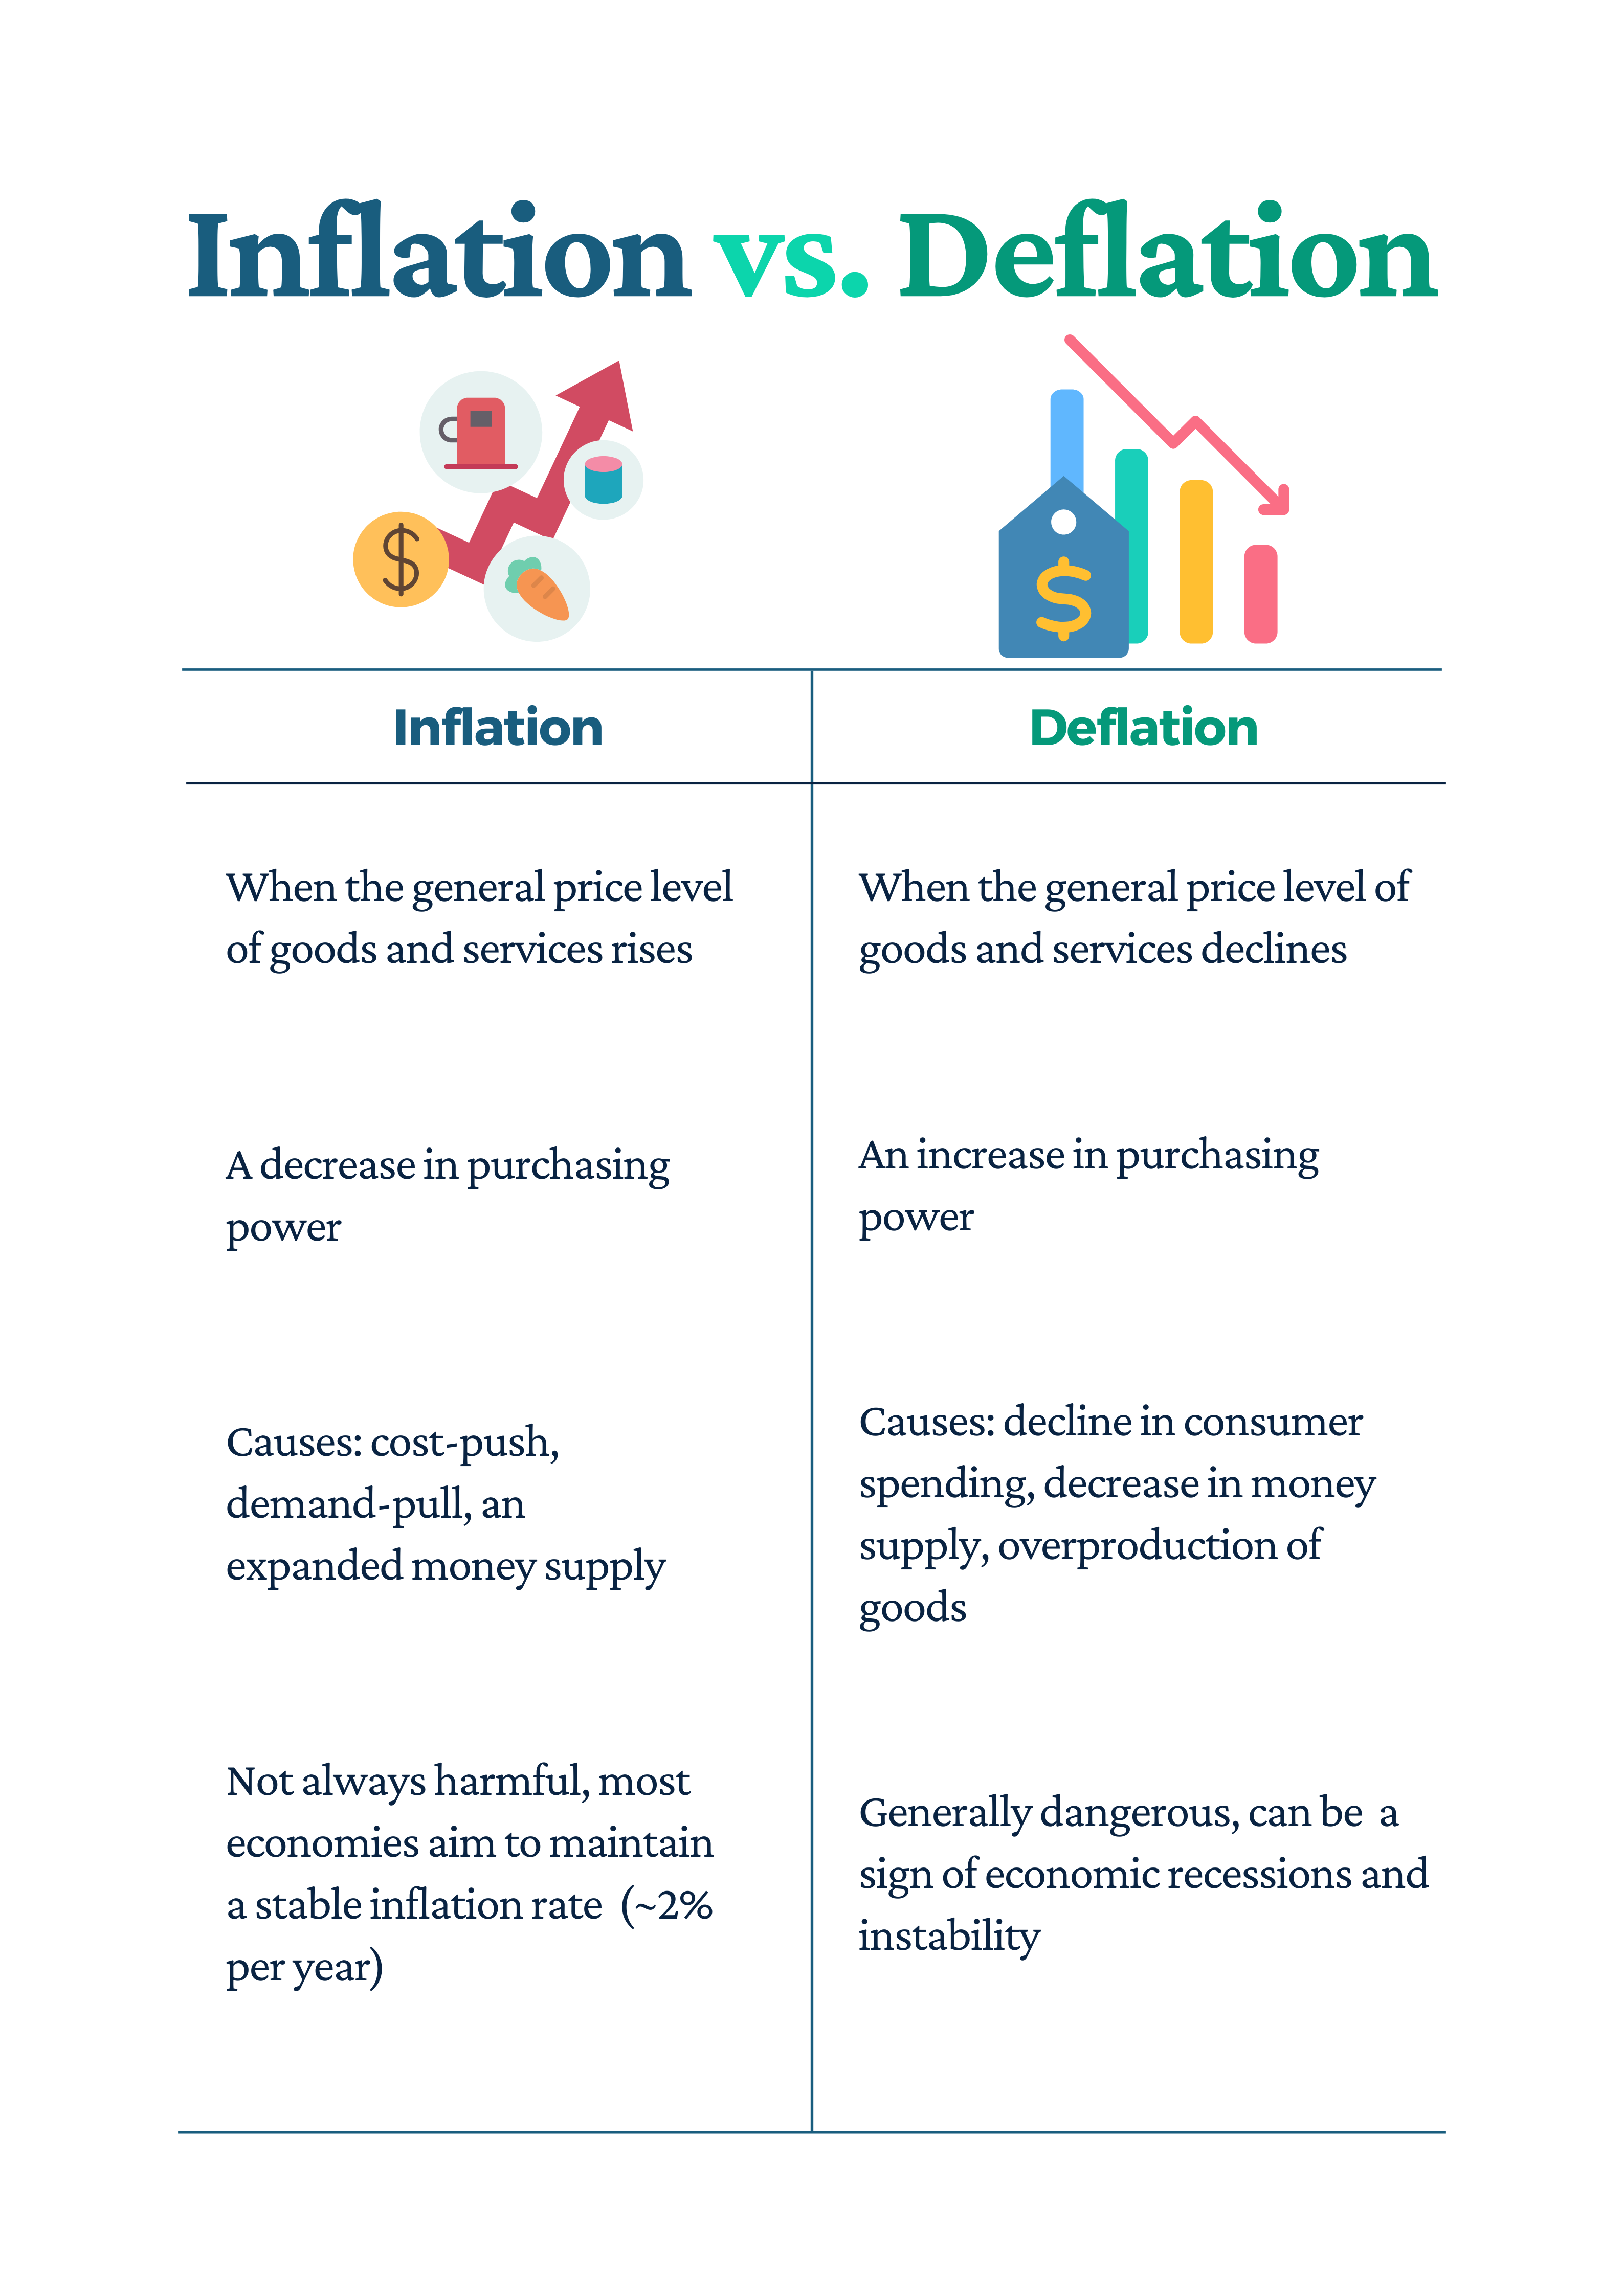 Inflation vs. Deflation
$
$
Inflation
Deflation
When the general price level
of goods and services rises
When the general price level of
goods and services declines
A decrease in purchasing
power
An increase in purchasing
power
Causes: cost-push,
demand-pull, an
expanded money supply
Causes: decline in consumer
spending, decrease in money
supply, overproduction of
goods
Not always harmful, most
economies aim to maintain
a stable inflation rate (~2%
per year)
Generally dangerous, can be a
sign of economic recessions and
instability